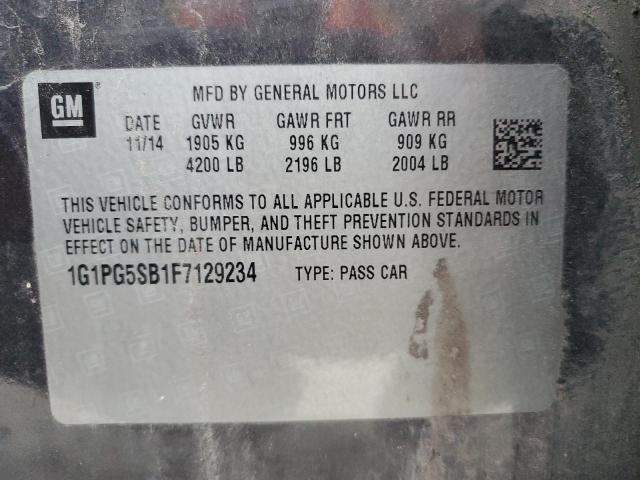 GM
MFD BY GENERAL MOTORS LLC
DATE GVWR GAWR FRT GAWR RR
11/14 1905 KG 996 KG 909 KG
4200 LB 2196 LB 2004 LB
THIS VEHICLE CONFORMS TO ALL APPLICABLE U.S. FEDERAL MOTOR
VEHICLE SAFETY, BUMPER, AND THEFT PREVENTION STANDARDS IN
EFFECT ON THE DATE OF MANUFACTURE SHOWN ABOVE.
1G1PG5SB1F7129234 TYPE: PASS CAR